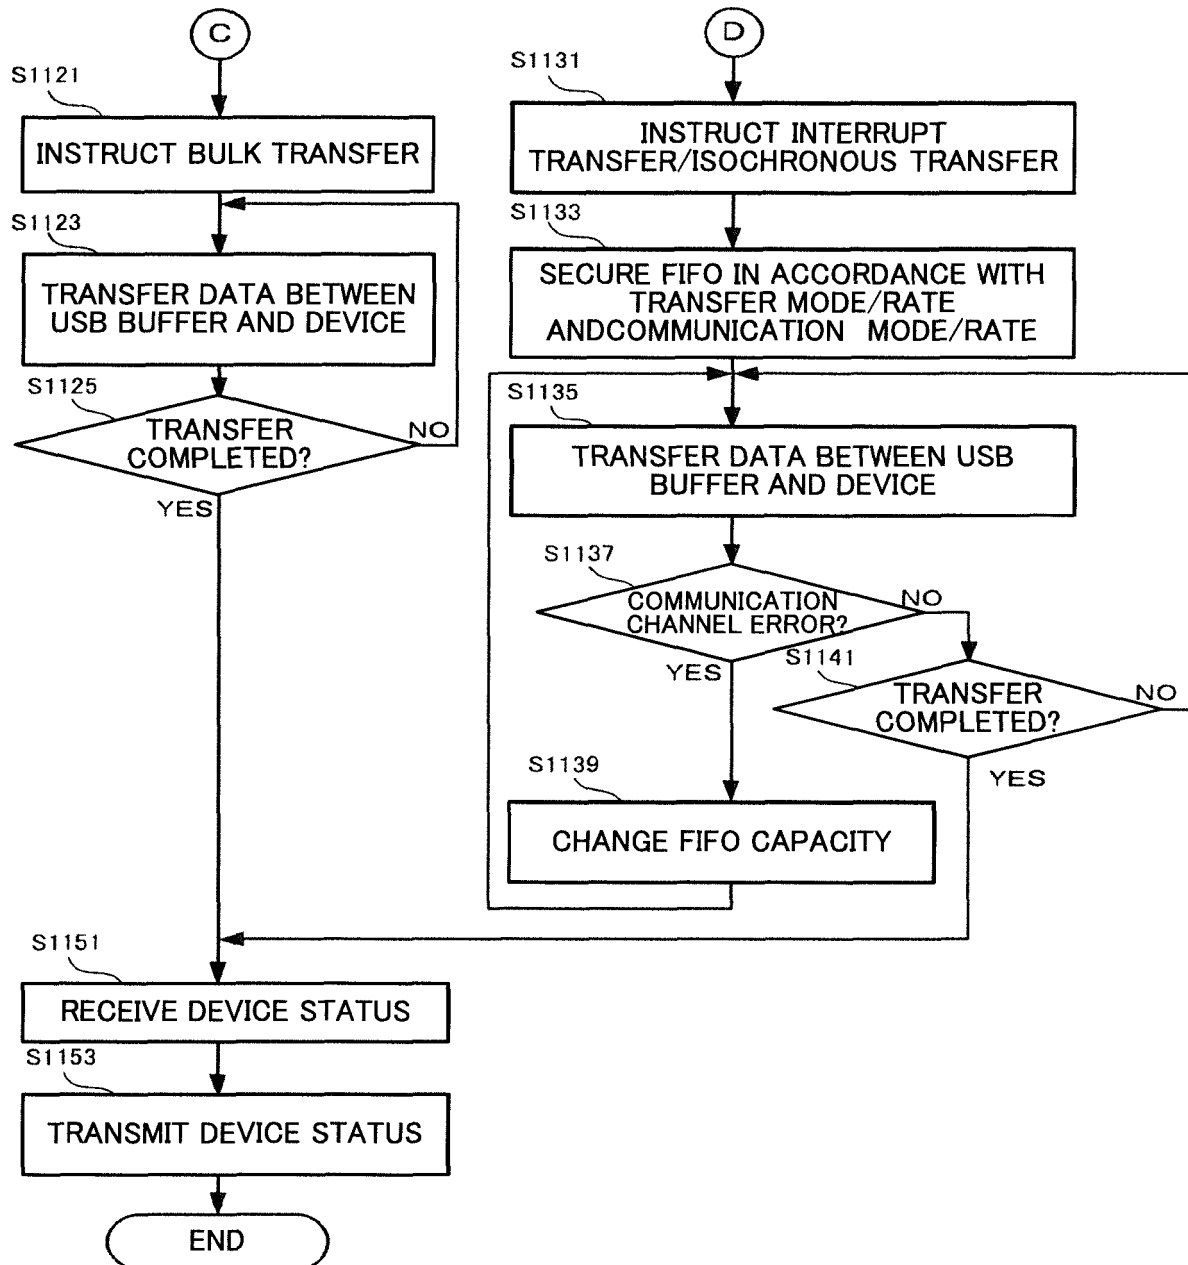 C
S1121
INSTRUCT BULK TRANSFER
S1123
TRANSFER DATA BETWEEN
USB BUFFER AND DEVICE
S1125
TRANSFER
COMPLETED?
NO
YES
D
S1131
INSTRUCT INTERRUPT
TRANSFER/ISOCHRONOUS TRANSFER
S1133
SECURE FIFO IN ACCORDANCE WITH
TRANSFER MODE/RATE
ANDCOMMUNICATION MODE/RATE
S1135
TRANSFER DATA BETWEEN USB
BUFFER AND DEVICE
S1137
COMMUNICATION
CHANNEL ERROR?
NO
YES
S1141
TRANSFER
COMPLETED?
NO
YES
S1139
CHANGE FIFO CAPACITY
S1151
RECEIVE DEVICE STATUS
S1153
TRANSMIT DEVICE STATUS
END